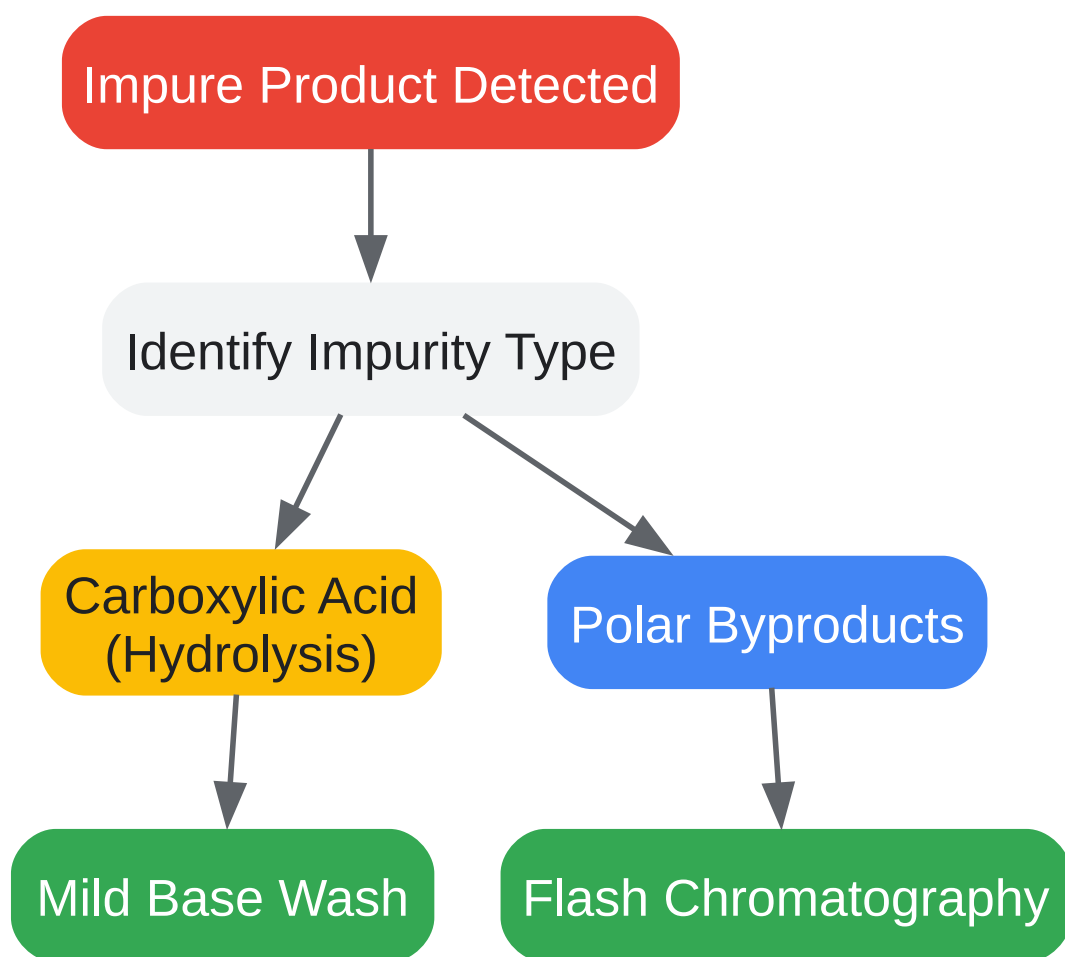 Impure Product Detected
Identify Impurity Type
Carboxylic Acid
(Hydrolysis)
Polar Byproducts
Mild Base Wash
Flash Chromatography